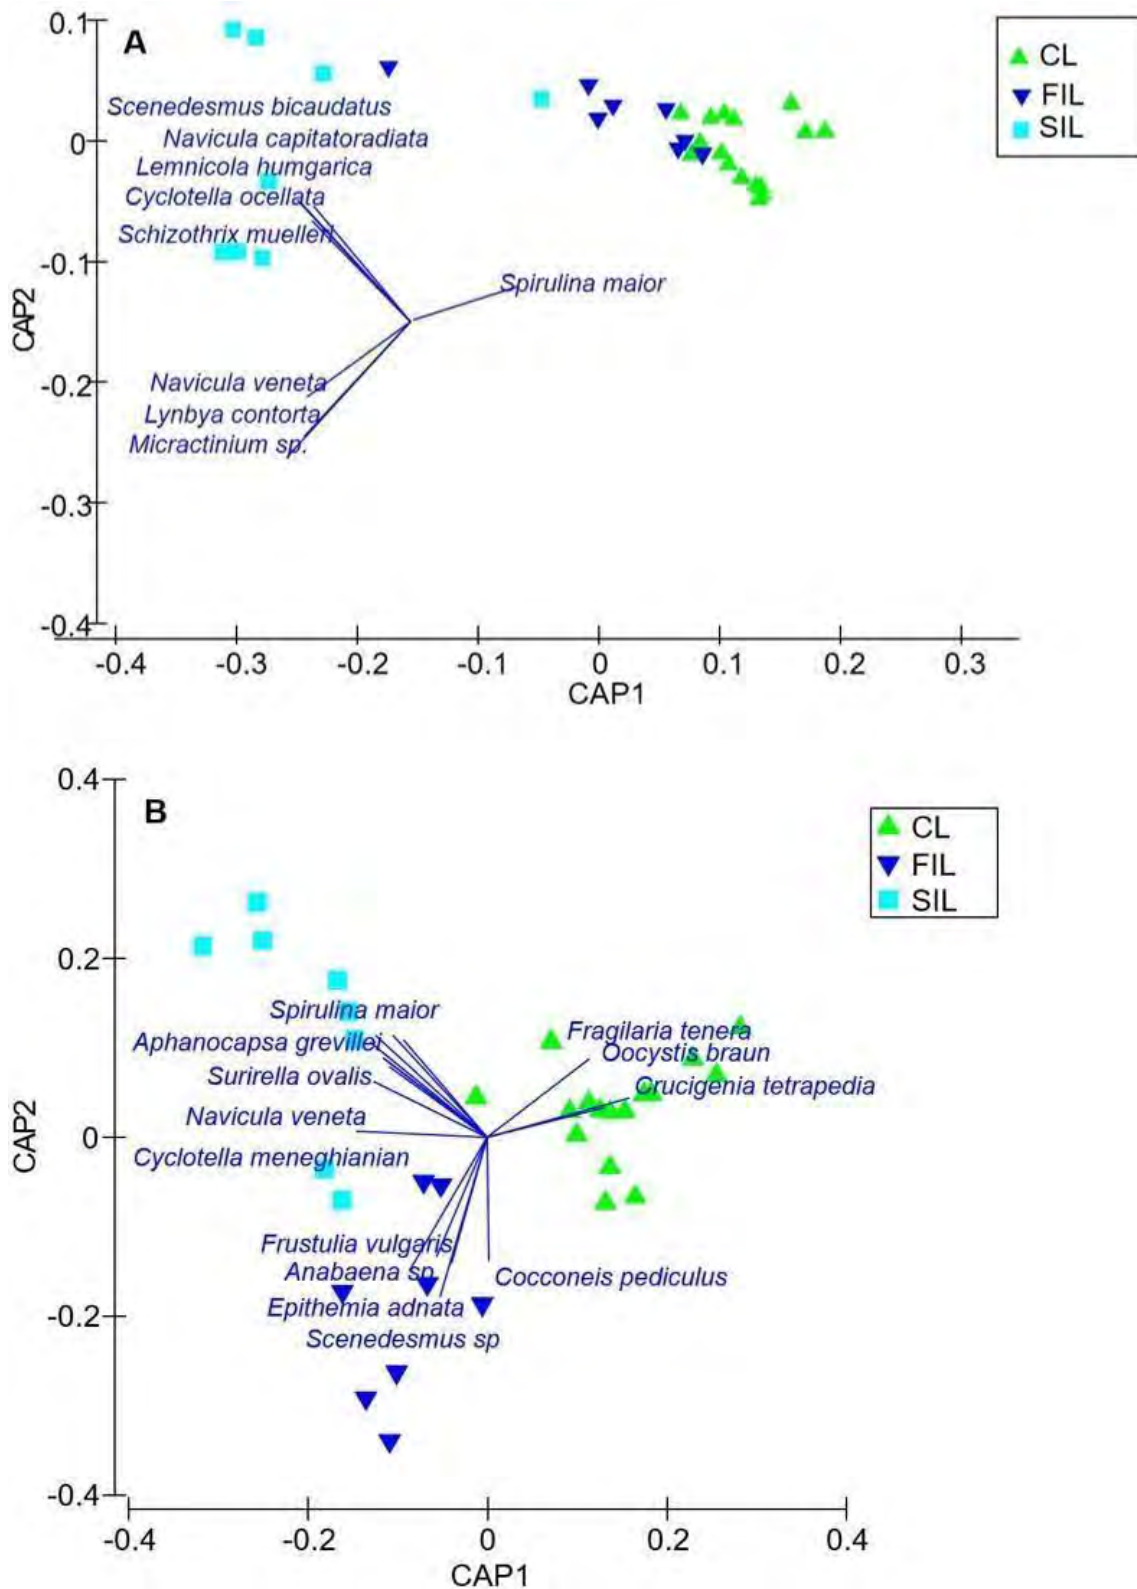 0.1
A
CL
FIL
SIL
Scenedesmus bicaudatus
Navicula capitatoradiata
0
Lemnicola humgarica
Cyclotella ocellata
Schizothrix muelleri
-0.1
Spirulina maior
CAP2
-0.2
Navicula veneta
Lynbya contorta
Micractinium sp.
-0.3
-0.4
-0.4 -0.3 -0.2 -0.1 0 0.1 0.2 0.3
CAP1
0.4
B
CL
FIL
SIL
0.2
Spirulina maior
Fragilaria tenera
Aphanocapsa grevillei
Oocystis braun
Surirella ovalis
Crucigenia tetrapedia
Navicula veneta
0
CAP2
Cyclotella meneghianian
Frustulia vulgaris
Anabaena sp
Cocconeis pediculus
Epithemia adnata
-0.2
Scenedesmus sp
-0.4
-0.4 -0.2 0 0.2 0.4
CAP1